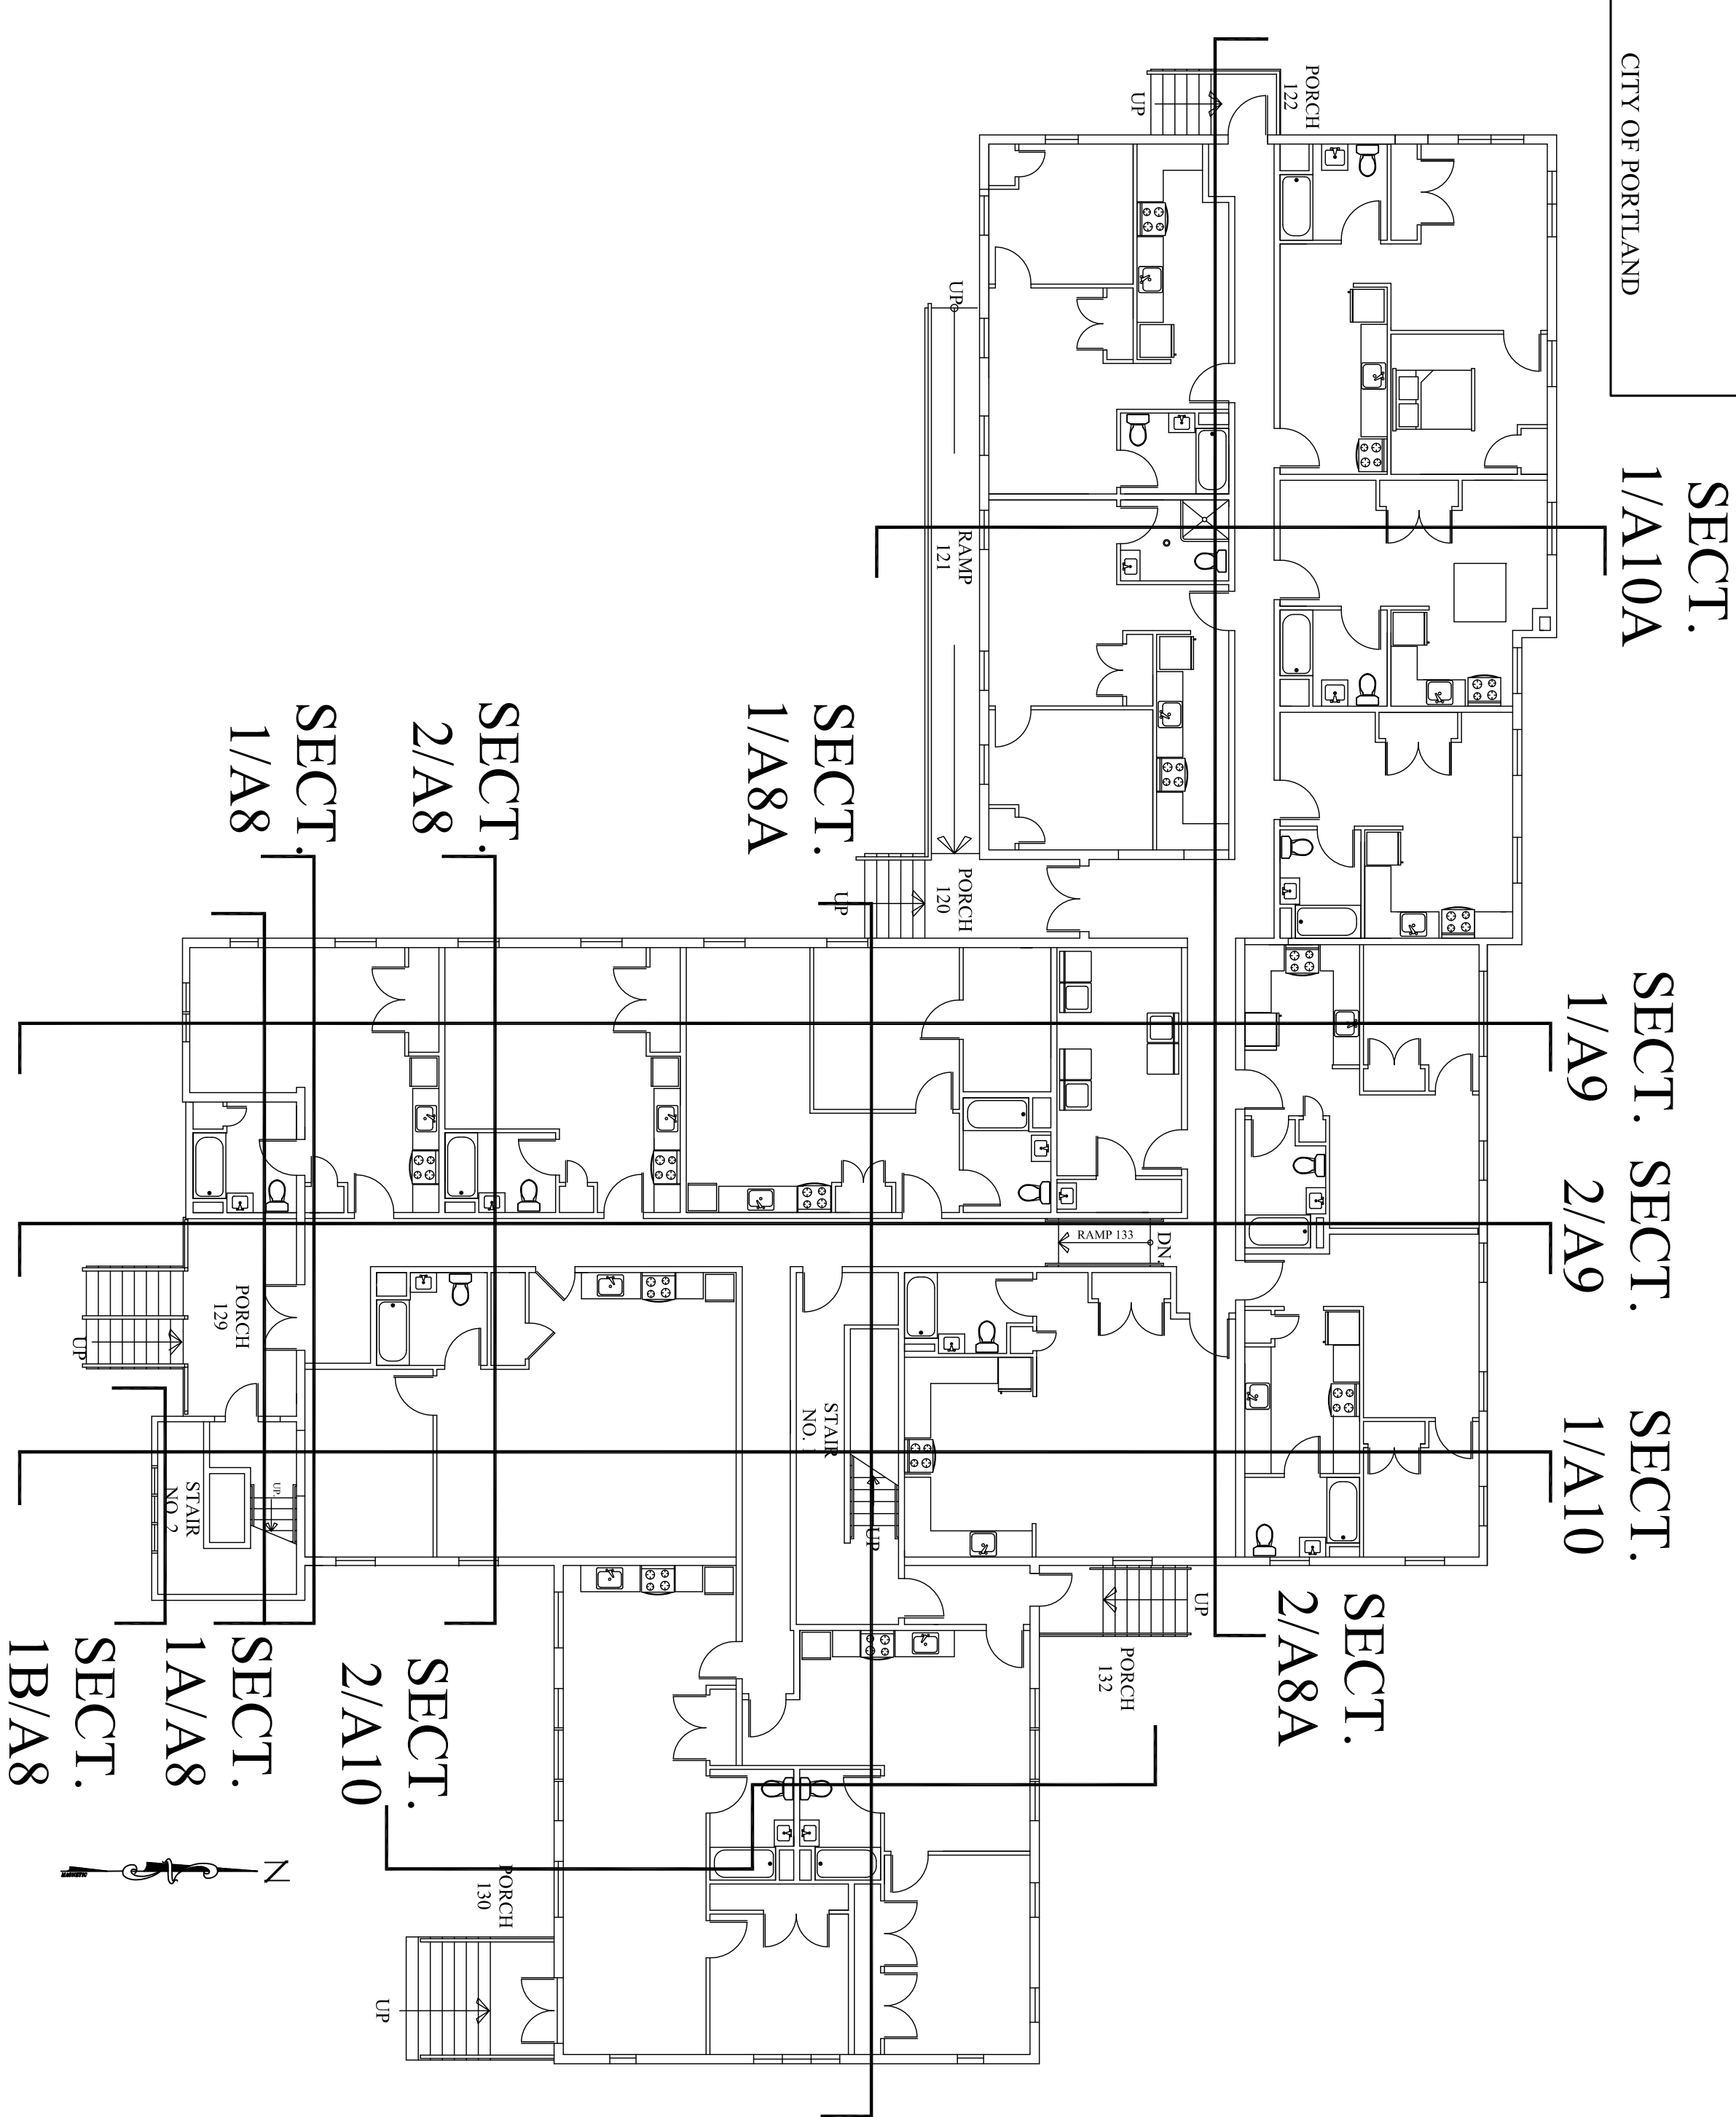 CITY OF PORTLAND
SECT.
1/A10A
SECT.
1/A9
SECT.
2/A9
SECT.
1/A10
SECT.
2/A8A
PORCH
122
UP
UP
PORCH
132
DN.
RAMP 133
RAMP
121
UP
PORCH
120
UP
SECT.
1/A8A
STAIR
NO.
UP
SECT.
2/A8
SECT.
1/A8
PORCH
130
UP
SECT.
2/A10
UP.
PORCH
129
UP
STAIR
NO. 2
SECT.
1A/A8
SECT.
1B/A8
N
MAGNETIC